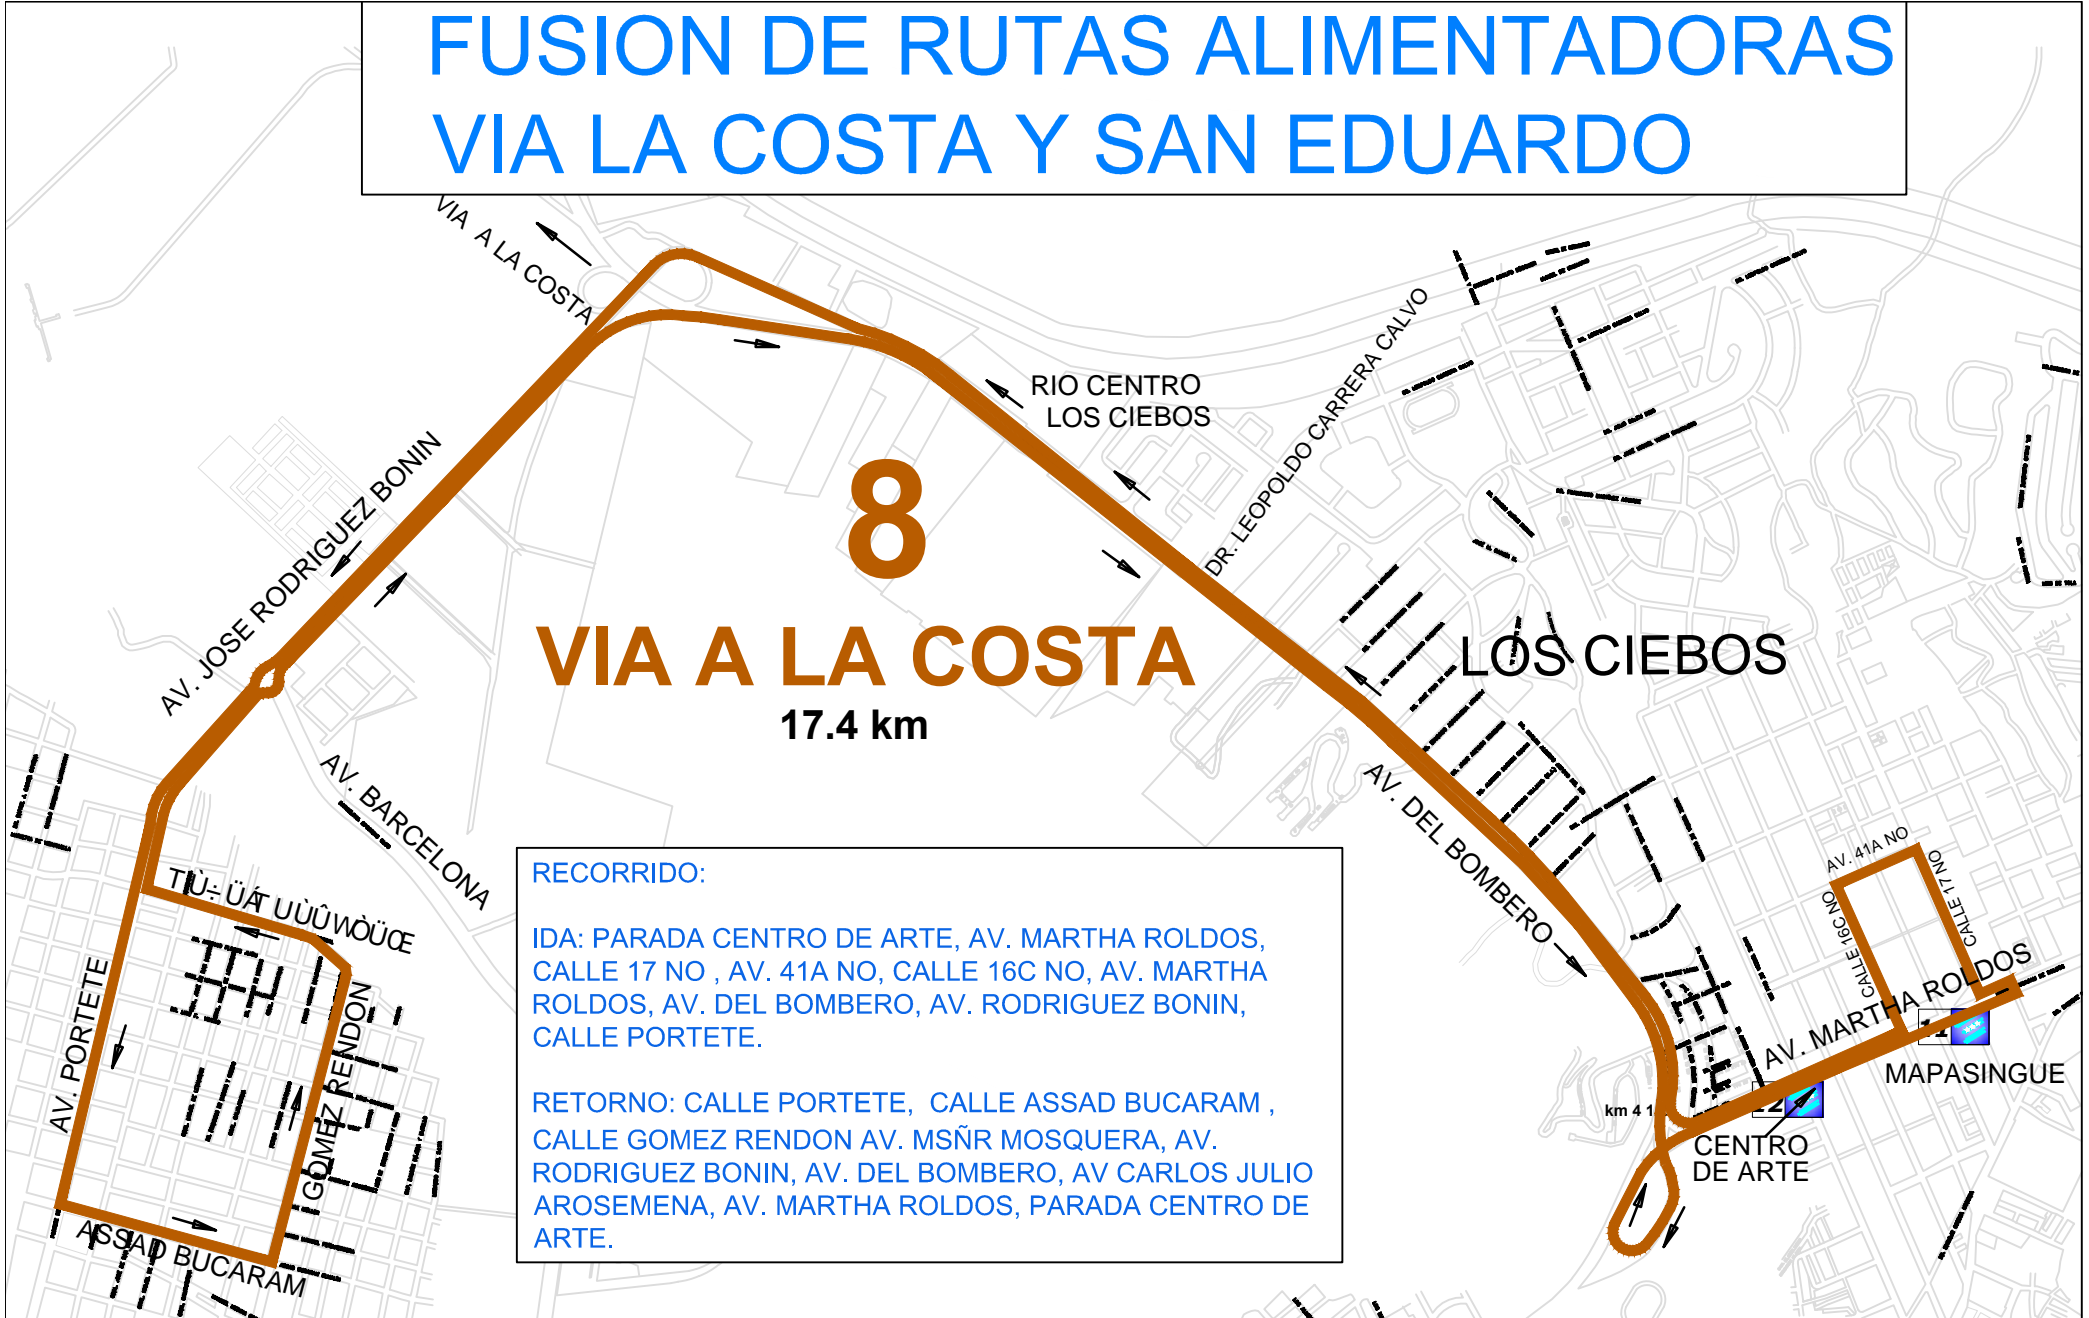 FUSION DE RUTAS ALIMENTADORAS
VIA LA COSTA Y SAN EDUARDO
VIA A LA COSTA
RIO CENTRO
LOS CIEBOS
DR. LEOPOLDO CARRERA CALVO
AV. JOSE RODRIGUEZ BONIN
8
VIA A LA COSTA
17.4 km
LOS CIEBOS
AV. BARCELONA
AV. DEL BOMBERO
AV. 41A NO
CALLE 17 NO
CALLE 16C NO
AV. MARTHA ROLDOS
11
MAPASINGUE
12
km 4 1
CENTRO
DE ARTE
AV. PORTETE
GOMEZ RENDON
ASSAD BUCARAM
RECORRIDO:
IDA: PARADA CENTRO DE ARTE, AV. MARTHA ROLDOS,
CALLE 17 NO , AV. 41A NO, CALLE 16C NO, AV. MARTHA
ROLDOS, AV. DEL BOMBERO, AV. RODRIGUEZ BONIN,
CALLE PORTETE.
RETORNO: CALLE PORTETE, CALLE ASSAD BUCARAM ,
CALLE GOMEZ RENDON AV. MSÑR MOSQUERA, AV.
RODRIGUEZ BONIN, AV. DEL BOMBERO, AV CARLOS JULIO
AROSEMENA, AV. MARTHA ROLDOS, PARADA CENTRO DE
ARTE.